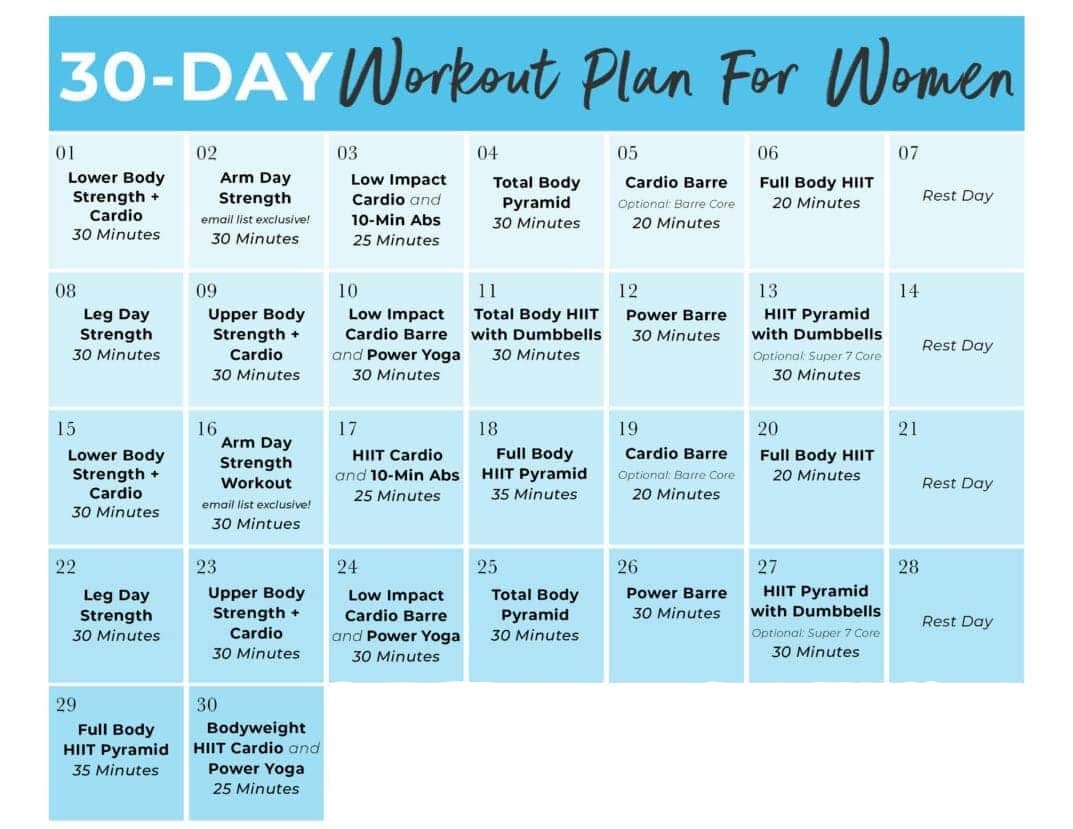 30-DAY Workout Plan For Women
01
Lower Body
Strength +
Cardio
30 Minutes
02
Arm Day
Strength
email list exclusive!
30 Minutes
03
Low Impact
Cardio and
10-Min Abs
25 Minutes
04
Total Body
Pyramid
30 Minutes
05
Cardio Barre
Optional: Barre Core
20 Minutes
06
Full Body HIIT
20 Minutes
07
Rest Day
08
Leg Day
Strength
30 Minutes
09
Upper Body
Strength +
Cardio
30 Minutes
10
Low Impact
Cardio Barre
and Power Yoga
30 Minutes
11
Total Body HIIT
with Dumbbells
30 Minutes
12
Power Barre
30 Minutes
13
HIIT Pyramid
with Dumbbells
Optional: Super 7 Core
30 Minutes
14
Rest Day
15
Lower Body
Strength +
Cardio
30 Minutes
16
Arm Day
Strength
Workout
email list exclusive!
30 Mintues
17
HIIT Cardio
and 10-Min Abs
25 Minutes
18
Full Body
HIIT Pyramid
35 Minutes
19
Cardio Barre
Optional: Barre Core
20 Minutes
20
Full Body HIIT
20 Minutes
21
Rest Day
22
Leg Day
Strength
30 Minutes
23
Upper Body
Strength +
Cardio
30 Minutes
24
Low Impact
Cardio Barre
and Power Yoga
30 Minutes
25
Total Body
Pyramid
30 Minutes
26
Power Barre
30 Minutes
27
HIIT Pyramid
with Dumbbells
Optional: Super 7 Core
30 Minutes
28
Rest Day
29
Full Body
HIIT Pyramid
35 Minutes
30
Bodyweight
HIIT Cardio and
Power Yoga
25 Minutes